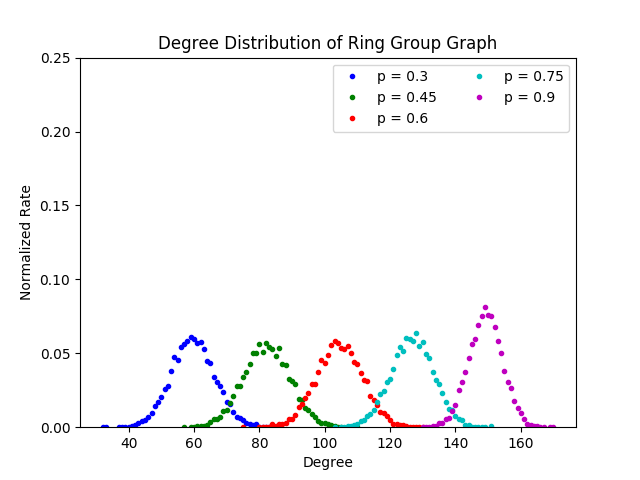 Degree Distribution of Ring Group Graph
0.25
0.20
0.15
0.10
0.05
0.00
Normalized Rate
p = 0.3
p = 0.45
p = 0.6
p = 0.75
p = 0.9
40 60 80 100 120 140 160
Degree